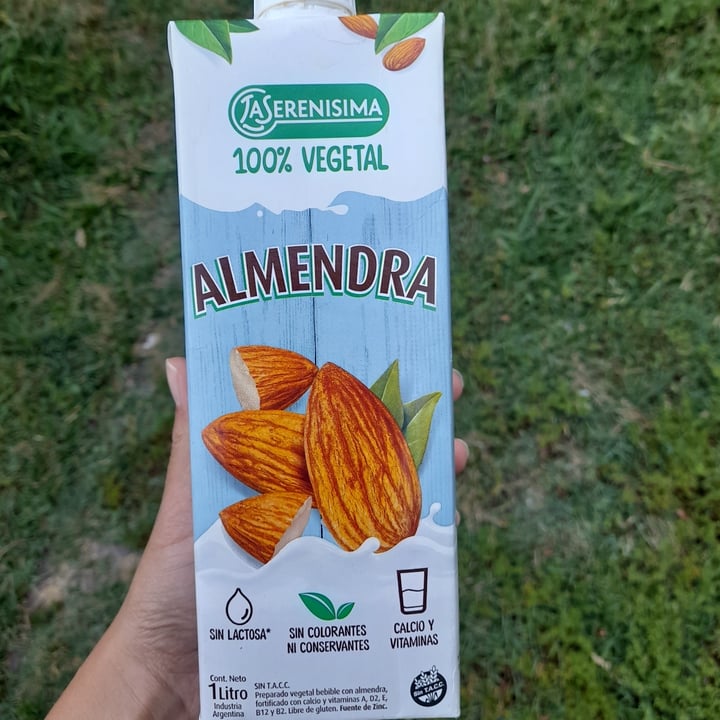 LA SERENISIMA
100% VEGETAL
ALMENDRA
SIN LACTOSA*
SIN COLORANTES
NI CONSERVANTES
CALCIO Y
VITAMINAS
Cont. Neto
1 Litro
Industria
Argentina
SIN T.A.C.C.
Preparado vegetal bebible con almendra,
fortificado con calcio y vitaminas A, D2, E,
B12 y B2. Libre de gluten. Fuente de Zinc.
Sin T.A.C.C.